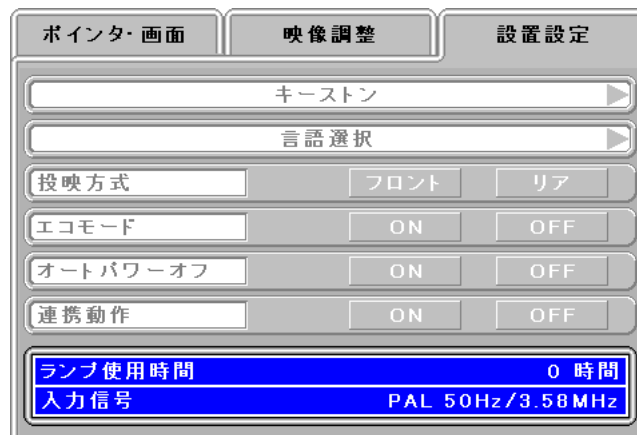 ポインタ・画面 映像調整 設置設定
キーストン
言語選択
投映方式 フロント リア
エコモード ON OFF
オートパワーオフ ON OFF
連携動作 ON OFF
ランプ使用時間 0 時間
入力信号 PAL 50Hz/3.58MHz